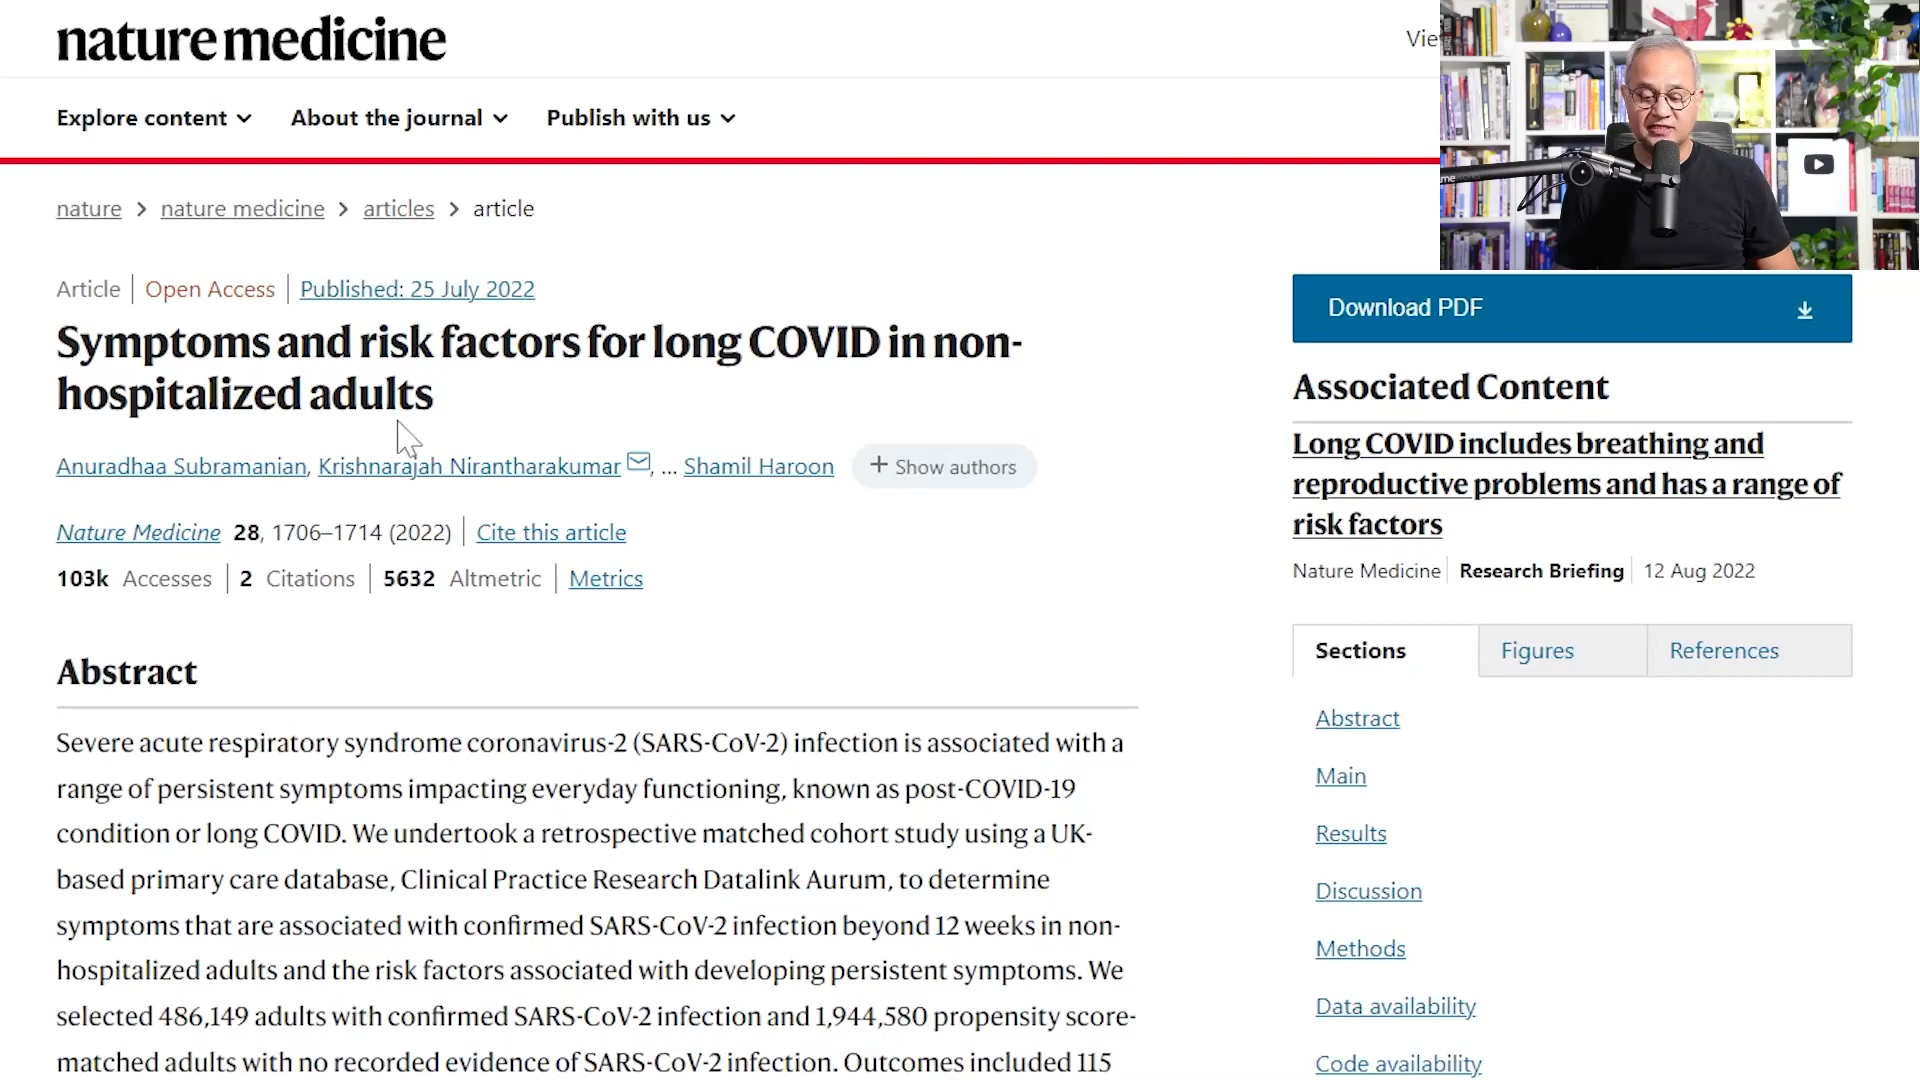 nature medicine
Vie
Explore content
About the journal
Publish with us
nature > nature medicine > articles > article
Article | Open Access | Published: 25 July 2022
Symptoms and risk factors for long COVID in non-
hospitalized adults
Anuradhaa Subramanian, Krishnarajah Nirantharakumar, ... Shamil Haroon
+ Show authors
Nature Medicine 28, 1706–1714 (2022) | Cite this article
103k Accesses | 2 Citations | 5632 Altmetric | Metrics
Abstract
Severe acute respiratory syndrome coronavirus-2 (SARS-CoV-2) infection is associated with a
range of persistent symptoms impacting everyday functioning, known as post-COVID-19
condition or long COVID. We undertook a retrospective matched cohort study using a UK-
based primary care database, Clinical Practice Research Datalink Aurum, to determine
symptoms that are associated with confirmed SARS-CoV-2 infection beyond 12 weeks in non-
hospitalized adults and the risk factors associated with developing persistent symptoms. We
selected 486,149 adults with confirmed SARS-CoV-2 infection and 1,944,580 propensity score-
matched adults with no recorded evidence of SARS-CoV-2 infection. Outcomes included 115
Download PDF
Associated Content
Long COVID includes breathing and
reproductive problems and has a range of
risk factors
Nature Medicine | Research Briefing | 12 Aug 2022
Sections
Figures
References
Abstract
Main
Results
Discussion
Methods
Data availability
Code availability